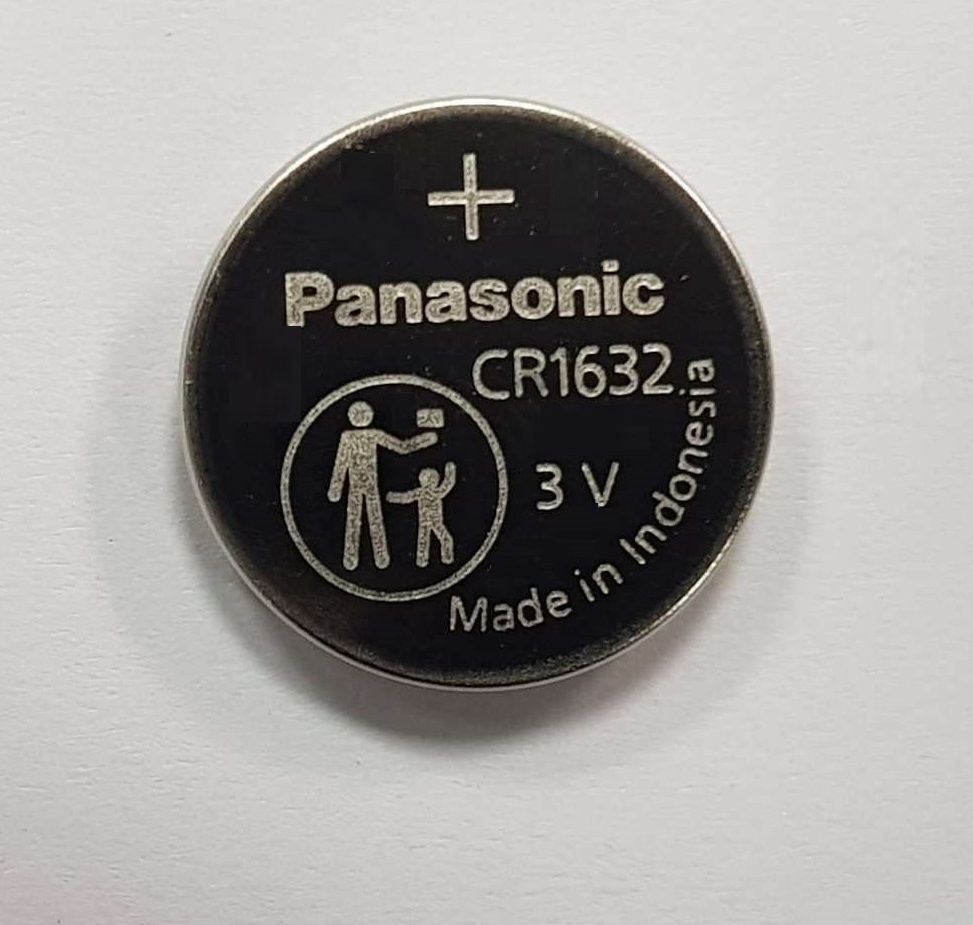 +
Panasonic
CR1632
3 V
Made in Indonesia